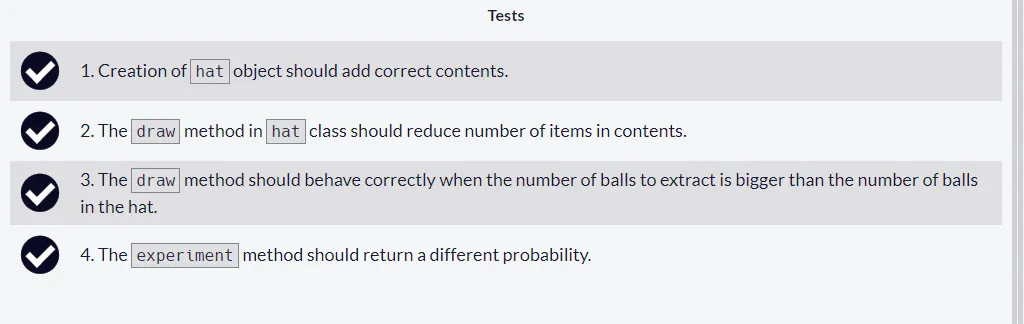 Tests
1. Creation of hat object should add correct contents.
2. The draw method in hat class should reduce number of items in contents.
3. The draw method should behave correctly when the number of balls to extract is bigger than the number of balls
in the hat.
4. The experiment method should return a different probability.